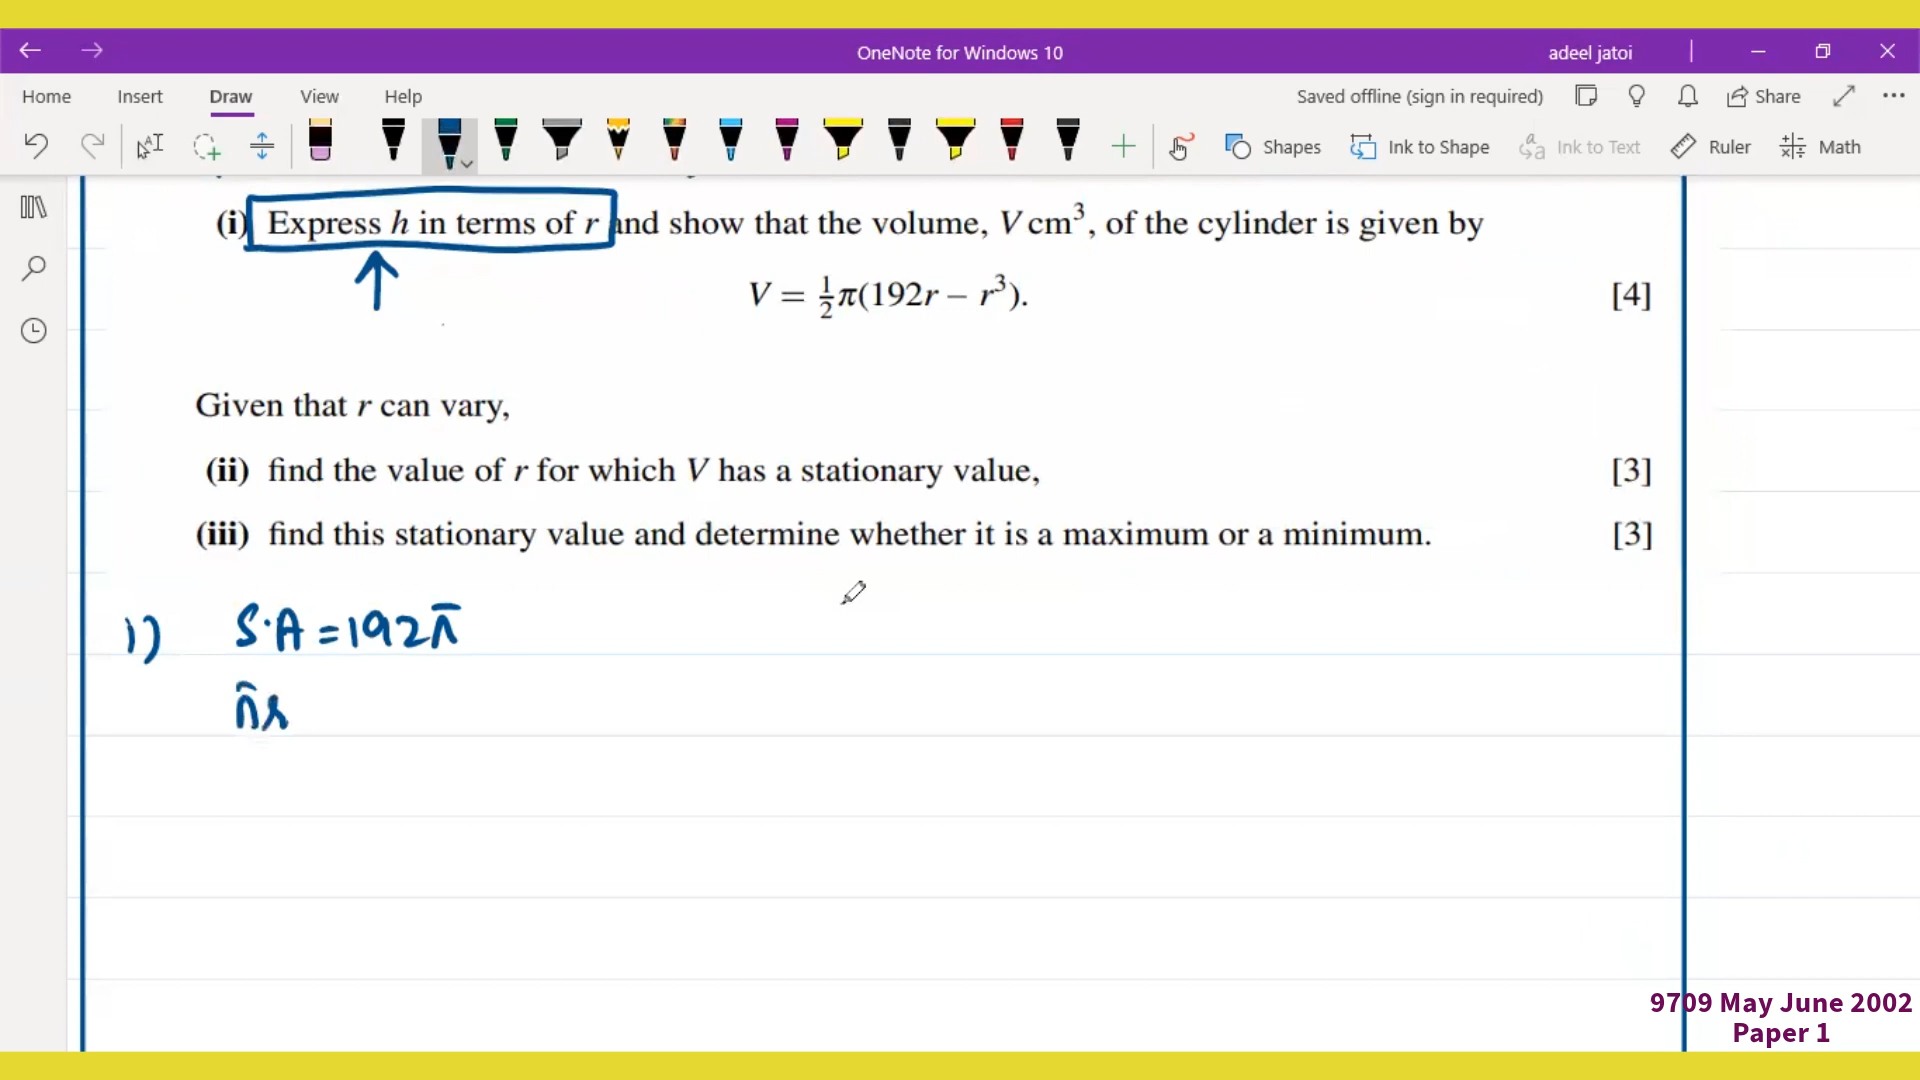 OneNote for Windows 10
adeel jatoi
Home Insert Draw View Help
Saved offline (sign in required)
Share
Shapes
Ink to Shape
Ink to Text
Ruler
Math
(i) Express h in terms of r and show that the volume, V cm³, of the cylinder is given by
V = ½π(192r − r³). [4]
Given that r can vary,
(ii) find the value of r for which V has a stationary value, [3]
(iii) find this stationary value and determine whether it is a maximum or a minimum. [3]
1) S.A = 192π
πr
9709 May June 2002
Paper 1